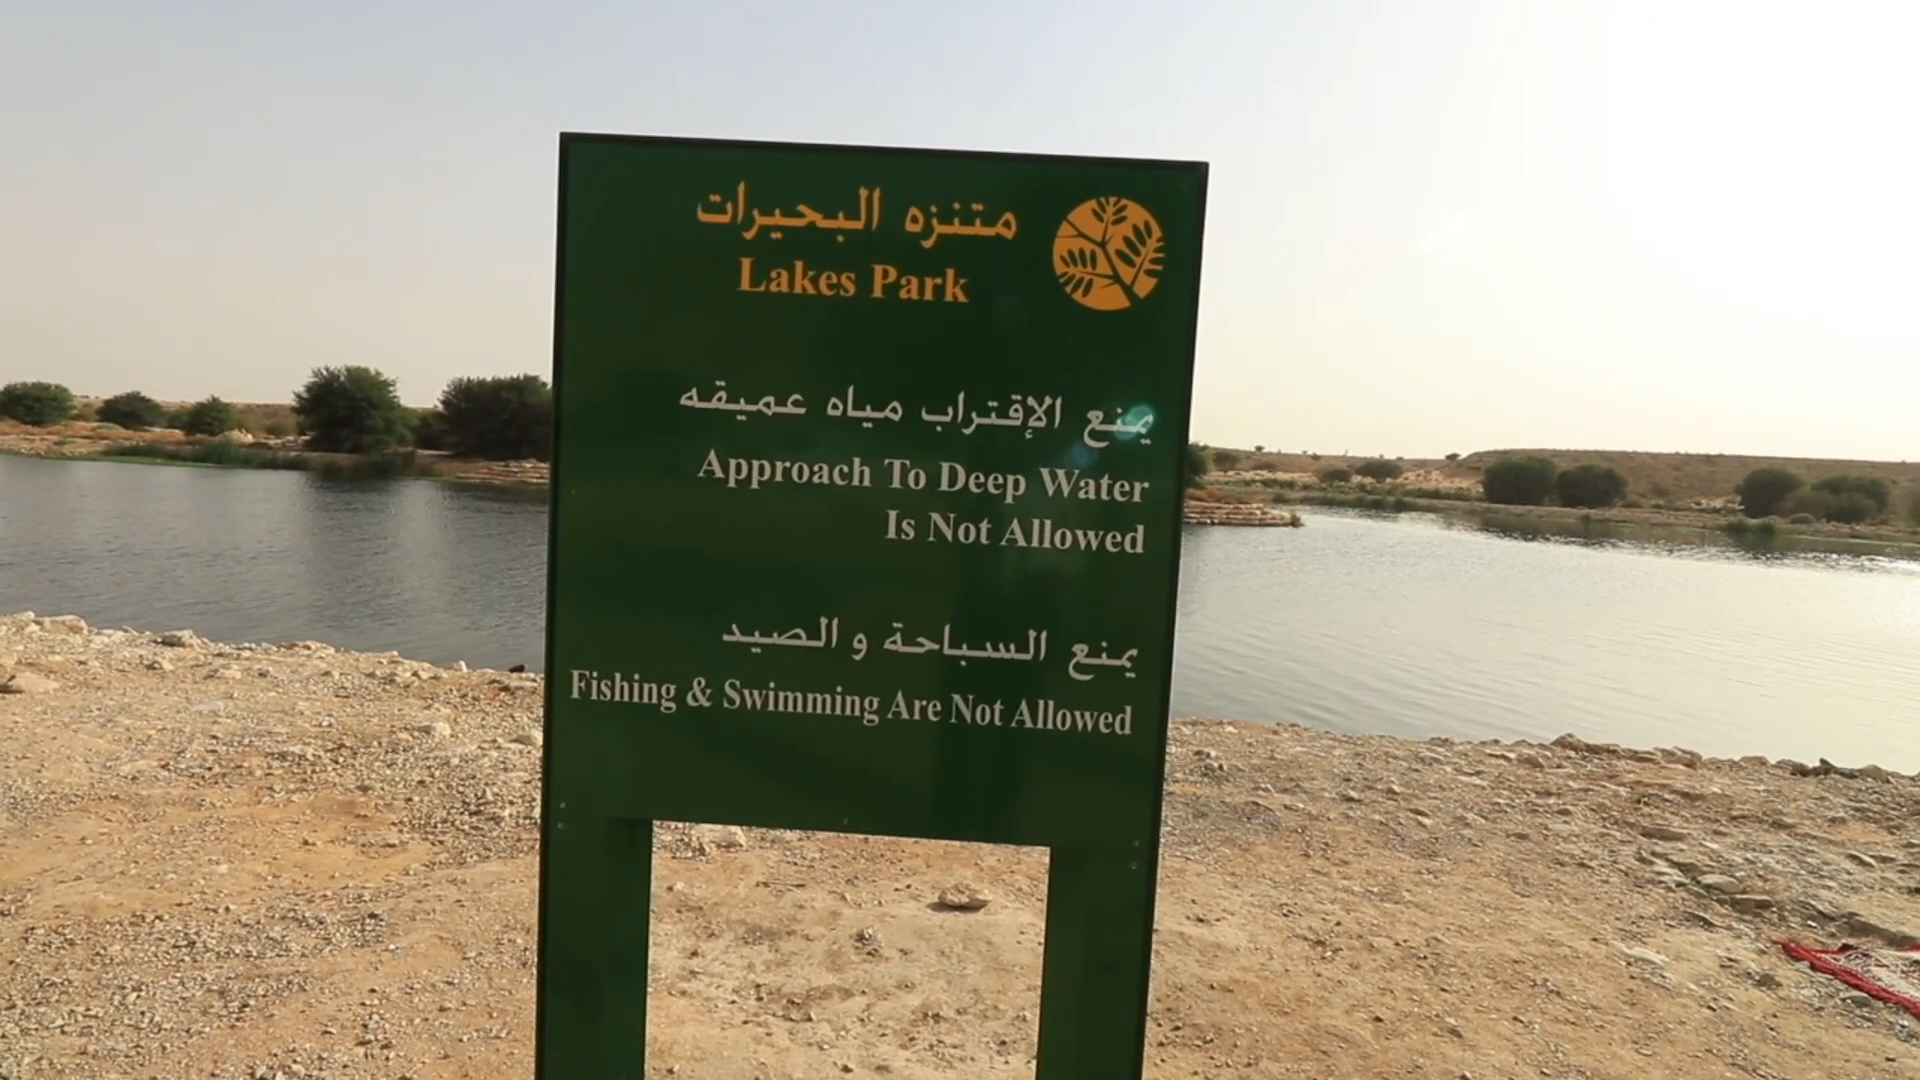 متنزه البحيرات
Lakes Park
يمنع الإقتراب مياه عميقه
Approach To Deep Water
Is Not Allowed
يمنع السباحة و الصيد
Fishing & Swimming Are Not Allowed